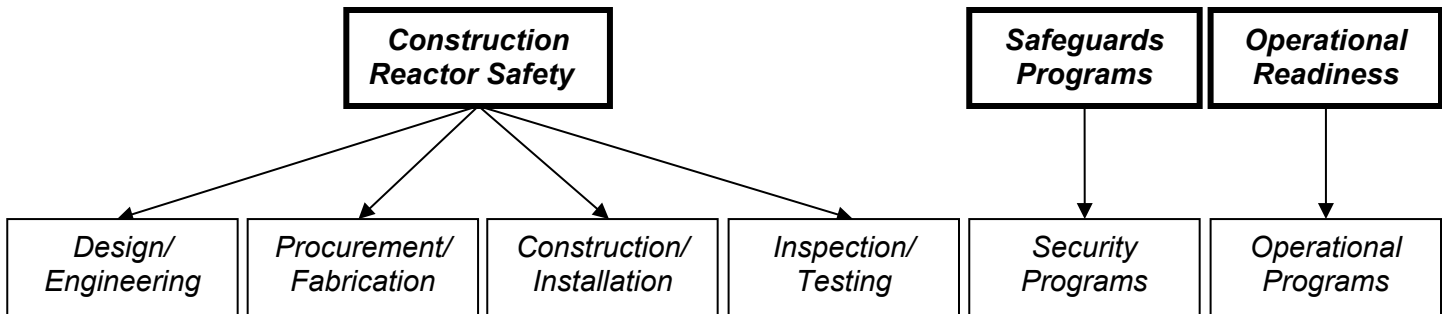 Construction
Reactor Safety
Safeguards
Programs
Operational
Readiness
Design/
Engineering
Procurement/
Fabrication
Construction/
Installation
Inspection/
Testing
Security
Programs
Operational
Programs